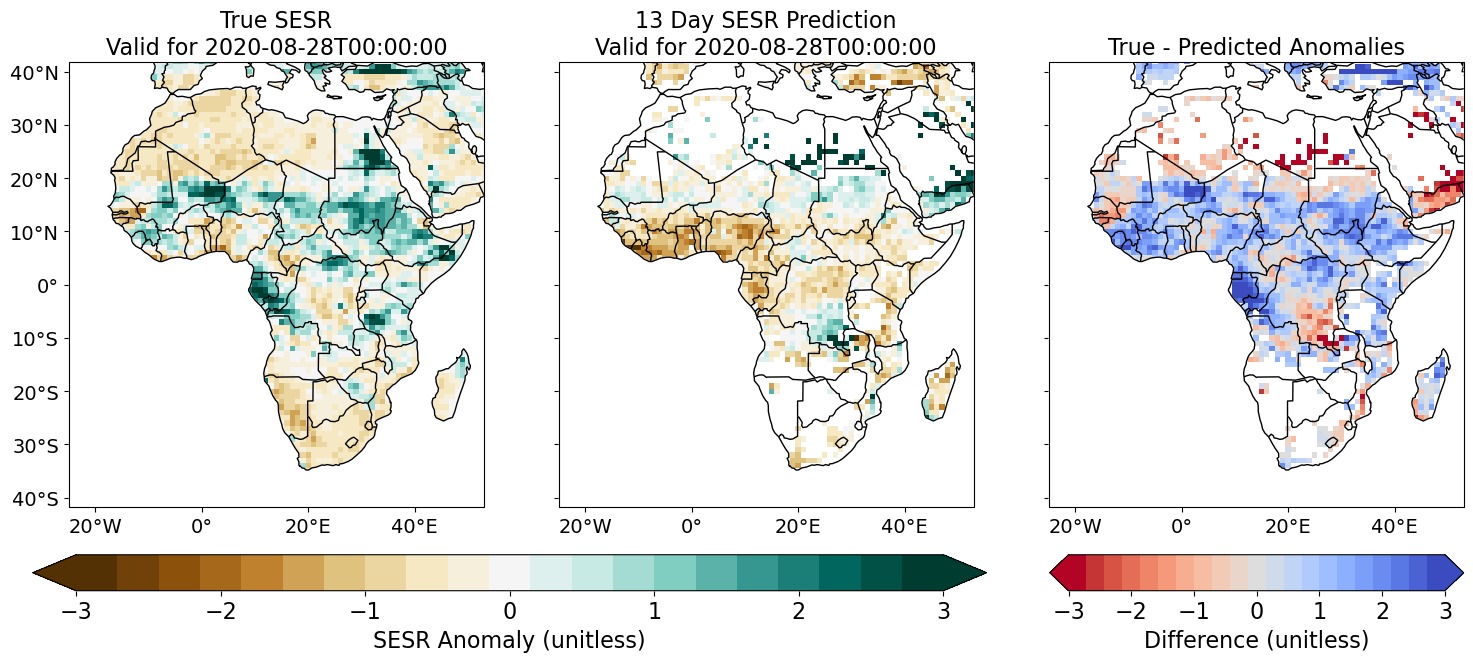 True SESR
Valid for 2020-08-28T00:00:00
13 Day SESR Prediction
Valid for 2020-08-28T00:00:00
True - Predicted Anomalies
40°N
30°N
20°N
10°N
0°
10°S
20°S
30°S
40°S
20°W 0° 20°E 40°E
20°W 0° 20°E 40°E
20°W 0° 20°E 40°E
−3 −2 −1 0 1 2 3
SESR Anomaly (unitless)
−3 −2 −1 0 1 2 3
Difference (unitless)